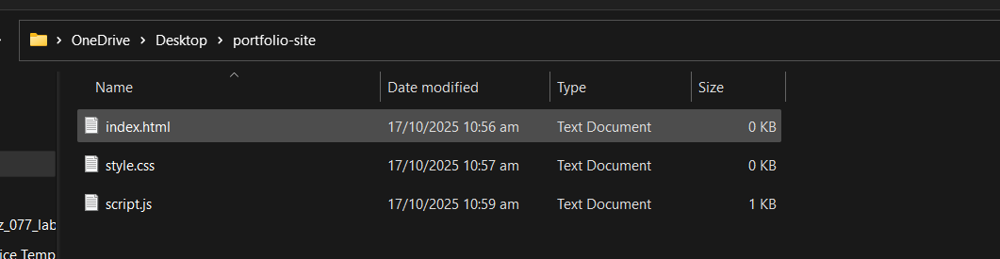 OneDrive > Desktop > portfolio-site
Name Date modified Type Size
index.html 17/10/2025 10:56 am Text Document 0 KB
style.css 17/10/2025 10:57 am Text Document 0 KB
script.js 17/10/2025 10:59 am Text Document 1 KB
z_077_lab
ice Temp